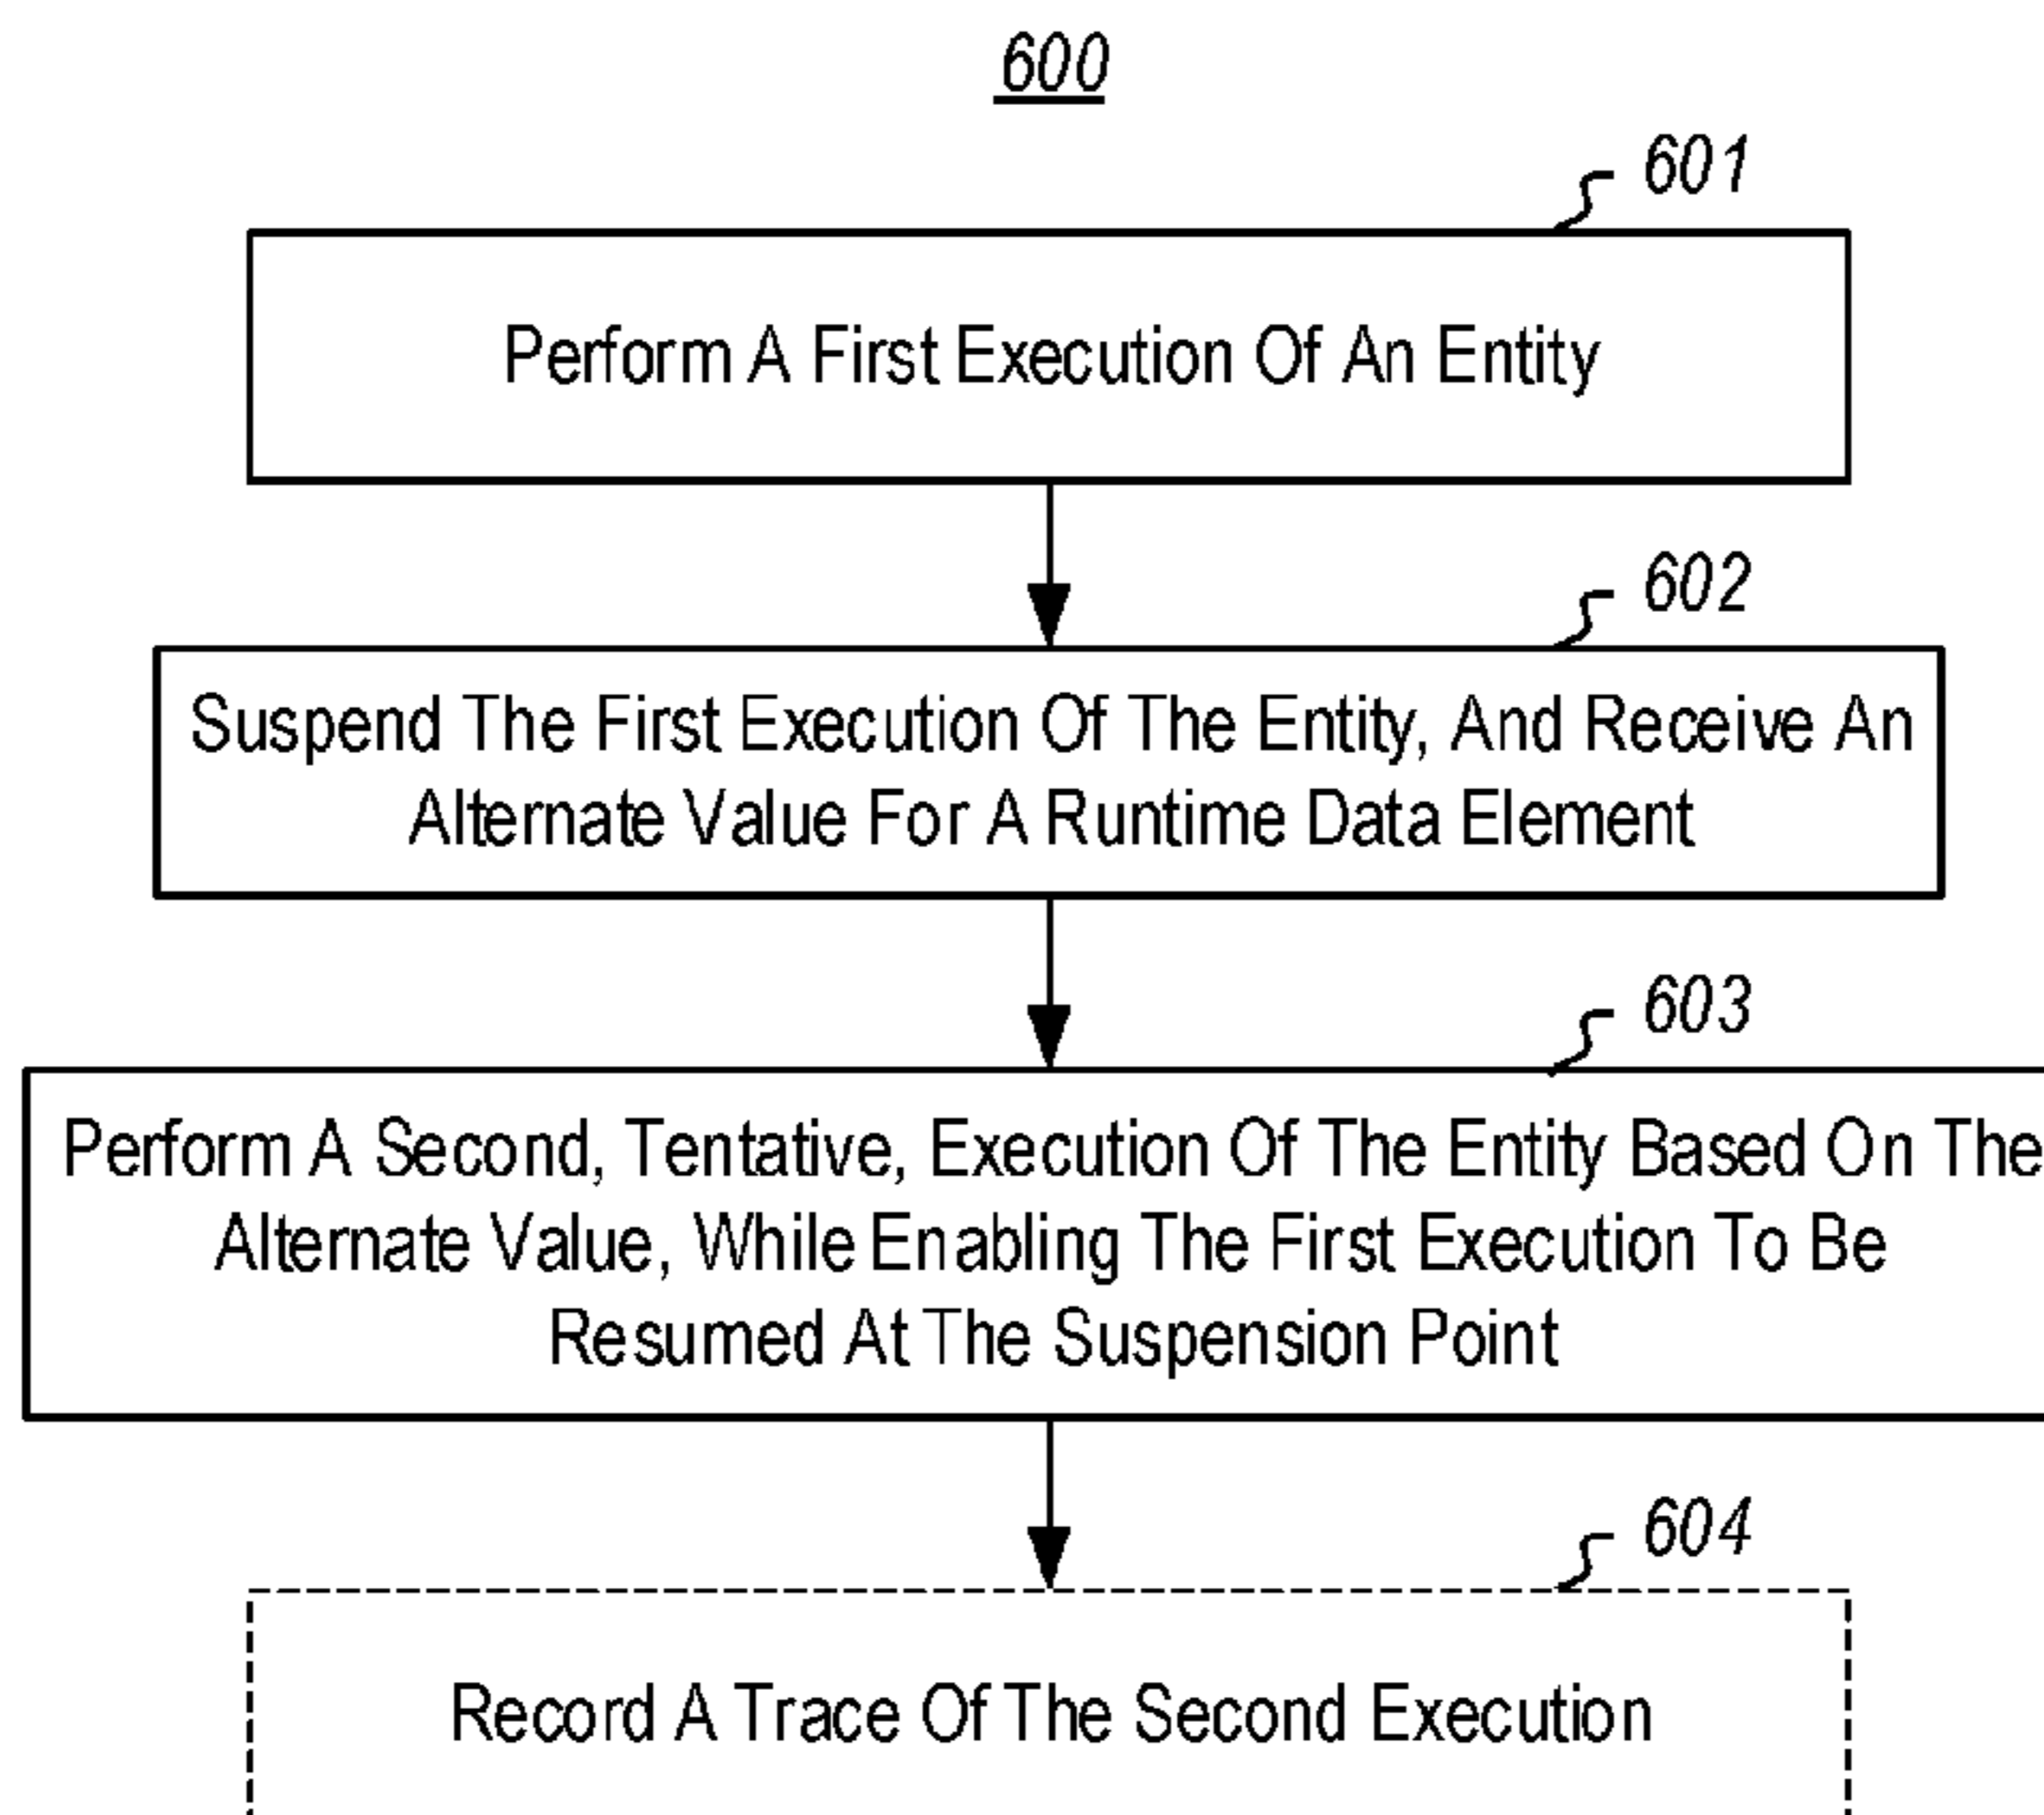 600
601
Perform A First Execution Of An Entity
602
Suspend The First Execution Of The Entity, And Receive An
Alternate Value For A Runtime Data Element
603
Perform A Second, Tentative, Execution Of The Entity Based On The
Alternate Value, While Enabling The First Execution To Be
Resumed At The Suspension Point
604
Record A Trace Of The Second Execution